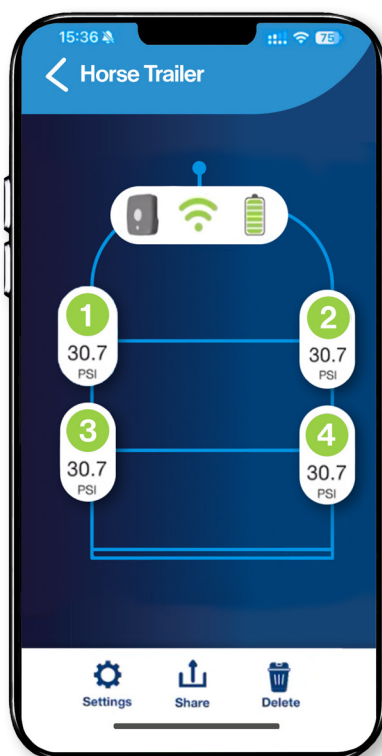 15:36
75
Horse Trailer
1
30.7
PSI
2
30.7
PSI
3
30.7
PSI
4
30.7
PSI
Settings Share Delete